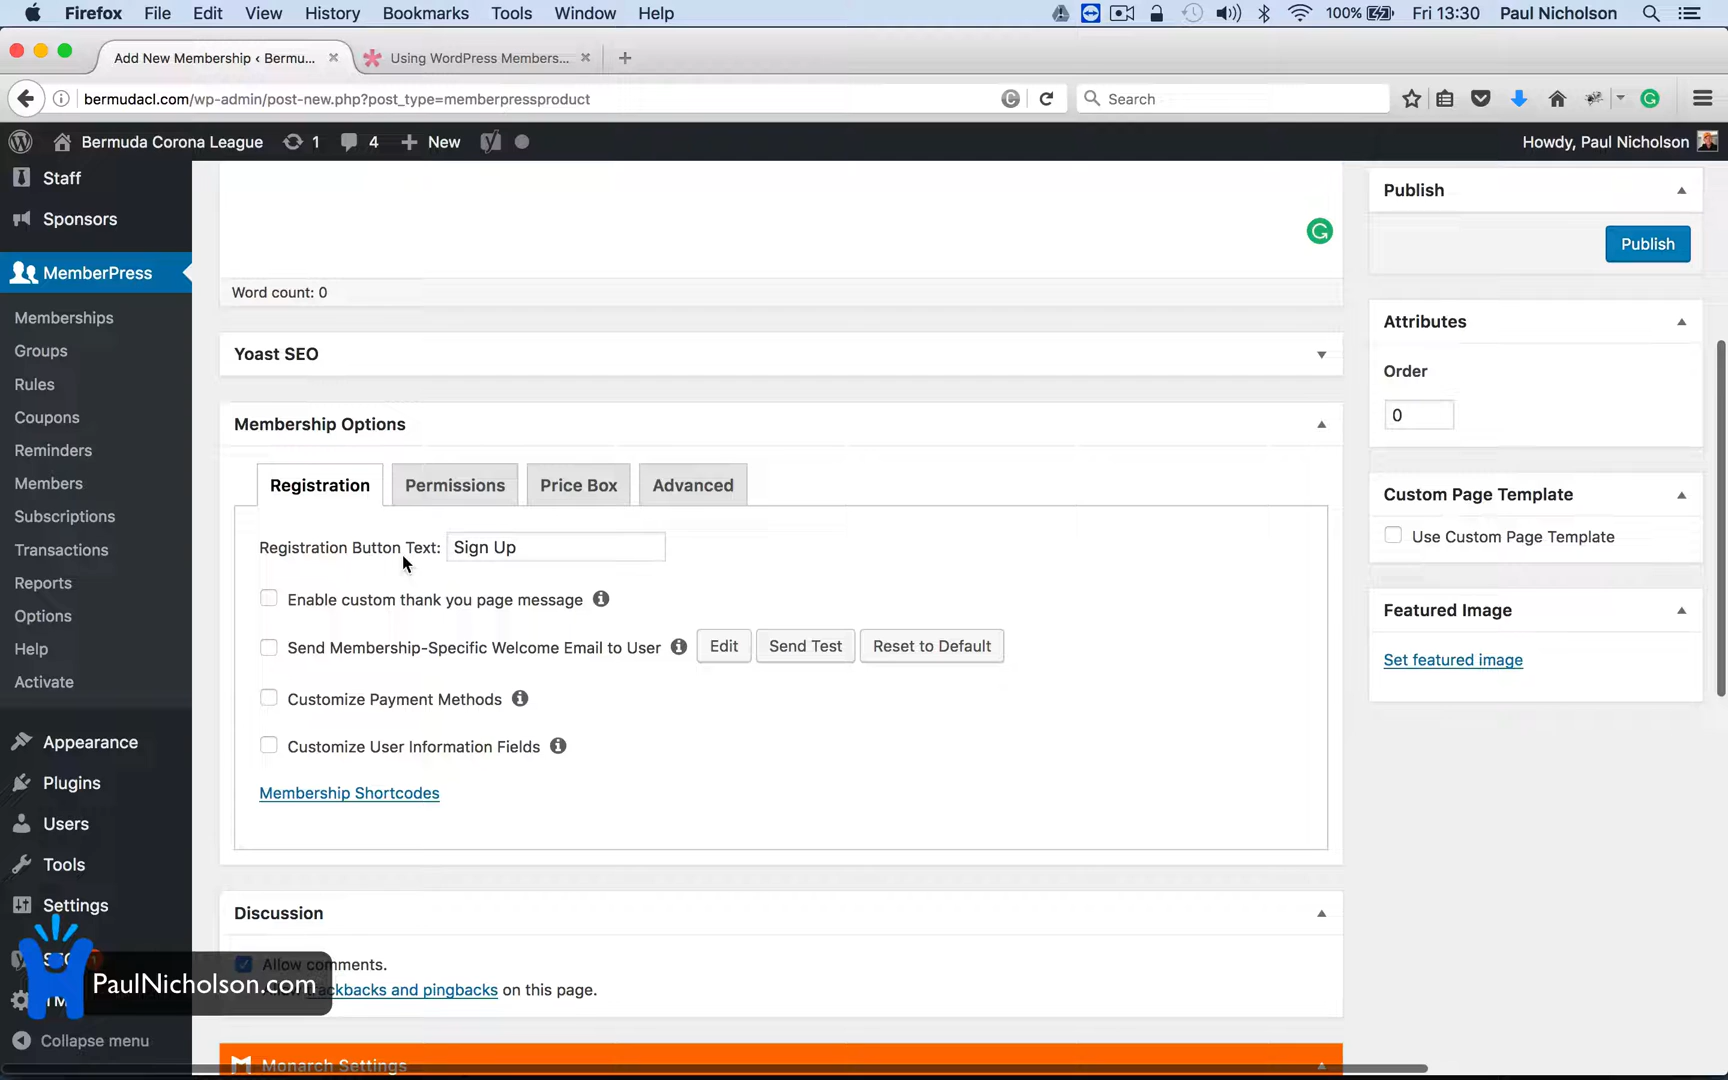 Firefox File Edit View History Bookmarks Tools Window Help 100% Fri 13:30 Paul Nicholson
Add New Membership ‹ Bermu... Using WordPress Members...
bermudacl.com/wp-admin/post-new.php?post_type=memberpressproduct Search
Bermuda Corona League 1 4 New Howdy, Paul Nicholson
Staff
Sponsors
MemberPress
Memberships
Groups
Rules
Coupons
Reminders
Members
Subscriptions
Transactions
Reports
Options
Help
Activate
Appearance
Plugins
Users
Tools
Settings
Collapse menu
Word count: 0
Yoast SEO
Membership Options
Registration Permissions Price Box Advanced
Registration Button Text: Sign Up
Enable custom thank you page message
Send Membership-Specific Welcome Email to User Edit Send Test Reset to Default
Customize Payment Methods
Customize User Information Fields
Membership Shortcodes
Discussion
Allow comments.
trackbacks and pingbacks on this page.
Monarch Settings
Publish
Publish
Attributes
Order
0
Custom Page Template
Use Custom Page Template
Featured Image
Set featured image
PaulNicholson.com